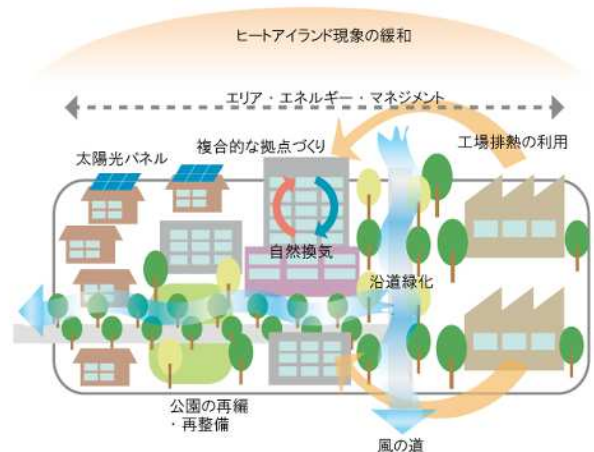 ヒートアイランド現象の緩和
エリア・エネルギー・マネジメント
複合的な拠点づくり
工場排熱の利用
太陽光パネル
自然換気
沿道緑化
公園の再編
・再整備
風の道